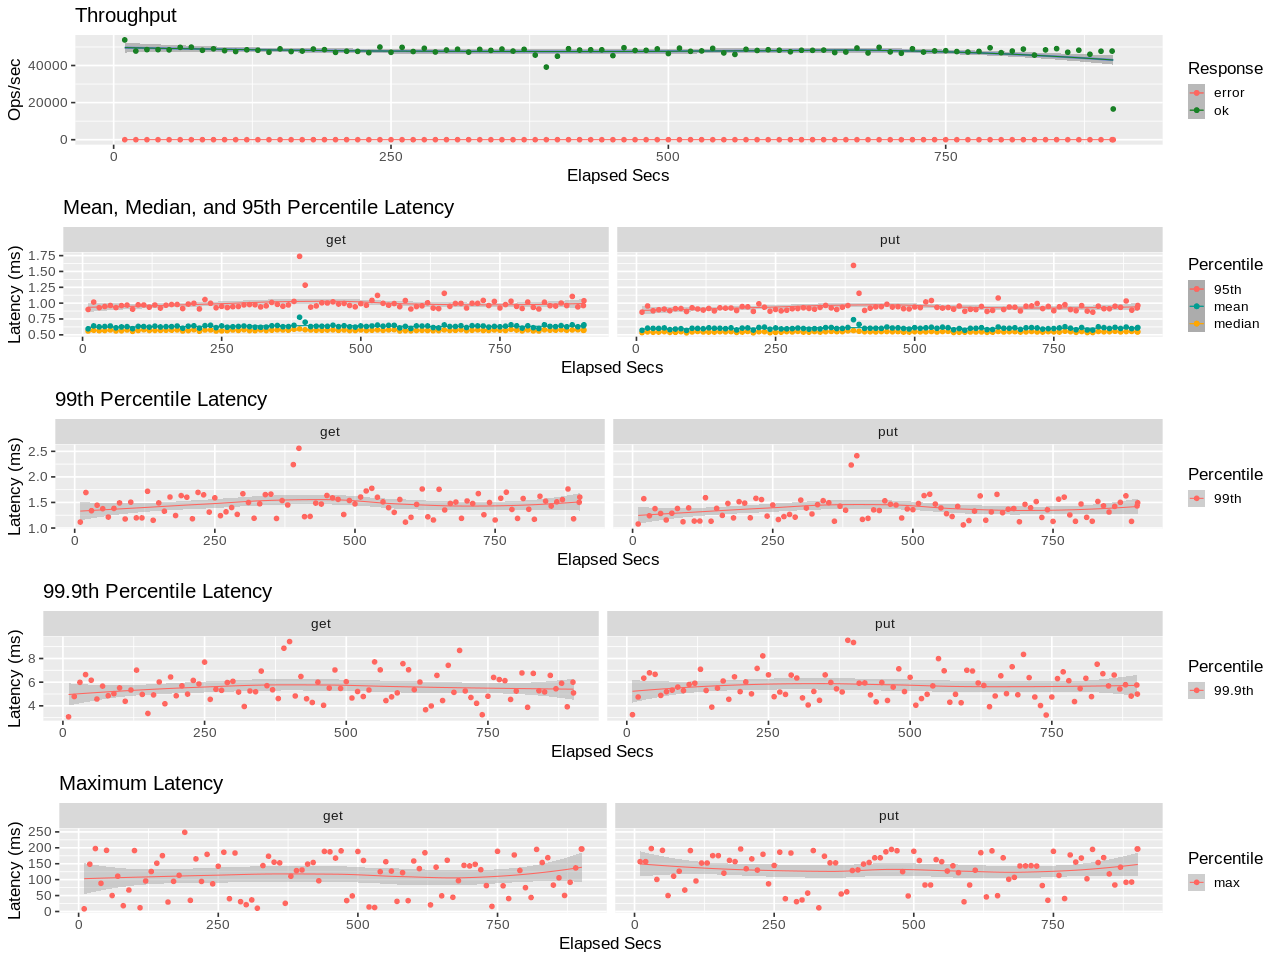 Throughput
Ops/sec
40000
20000
0
0 250 500 750
Elapsed Secs
Response
error
ok
Mean, Median, and 95th Percentile Latency
get put
Latency (ms)
1.75
1.50
1.25
1.00
0.75
0.50
0 250 500 750 0 250 500 750
Elapsed Secs
Percentile
95th
mean
median
99th Percentile Latency
get put
Latency (ms)
2.5
2.0
1.5
1.0
0 250 500 750 0 250 500 750
Elapsed Secs
Percentile
99th
99.9th Percentile Latency
get put
Latency (ms)
8
6
4
0 250 500 750 0 250 500 750
Elapsed Secs
Percentile
99.9th
Maximum Latency
get put
Latency (ms)
250
200
150
100
50
0
0 250 500 750 0 250 500 750
Elapsed Secs
Percentile
max